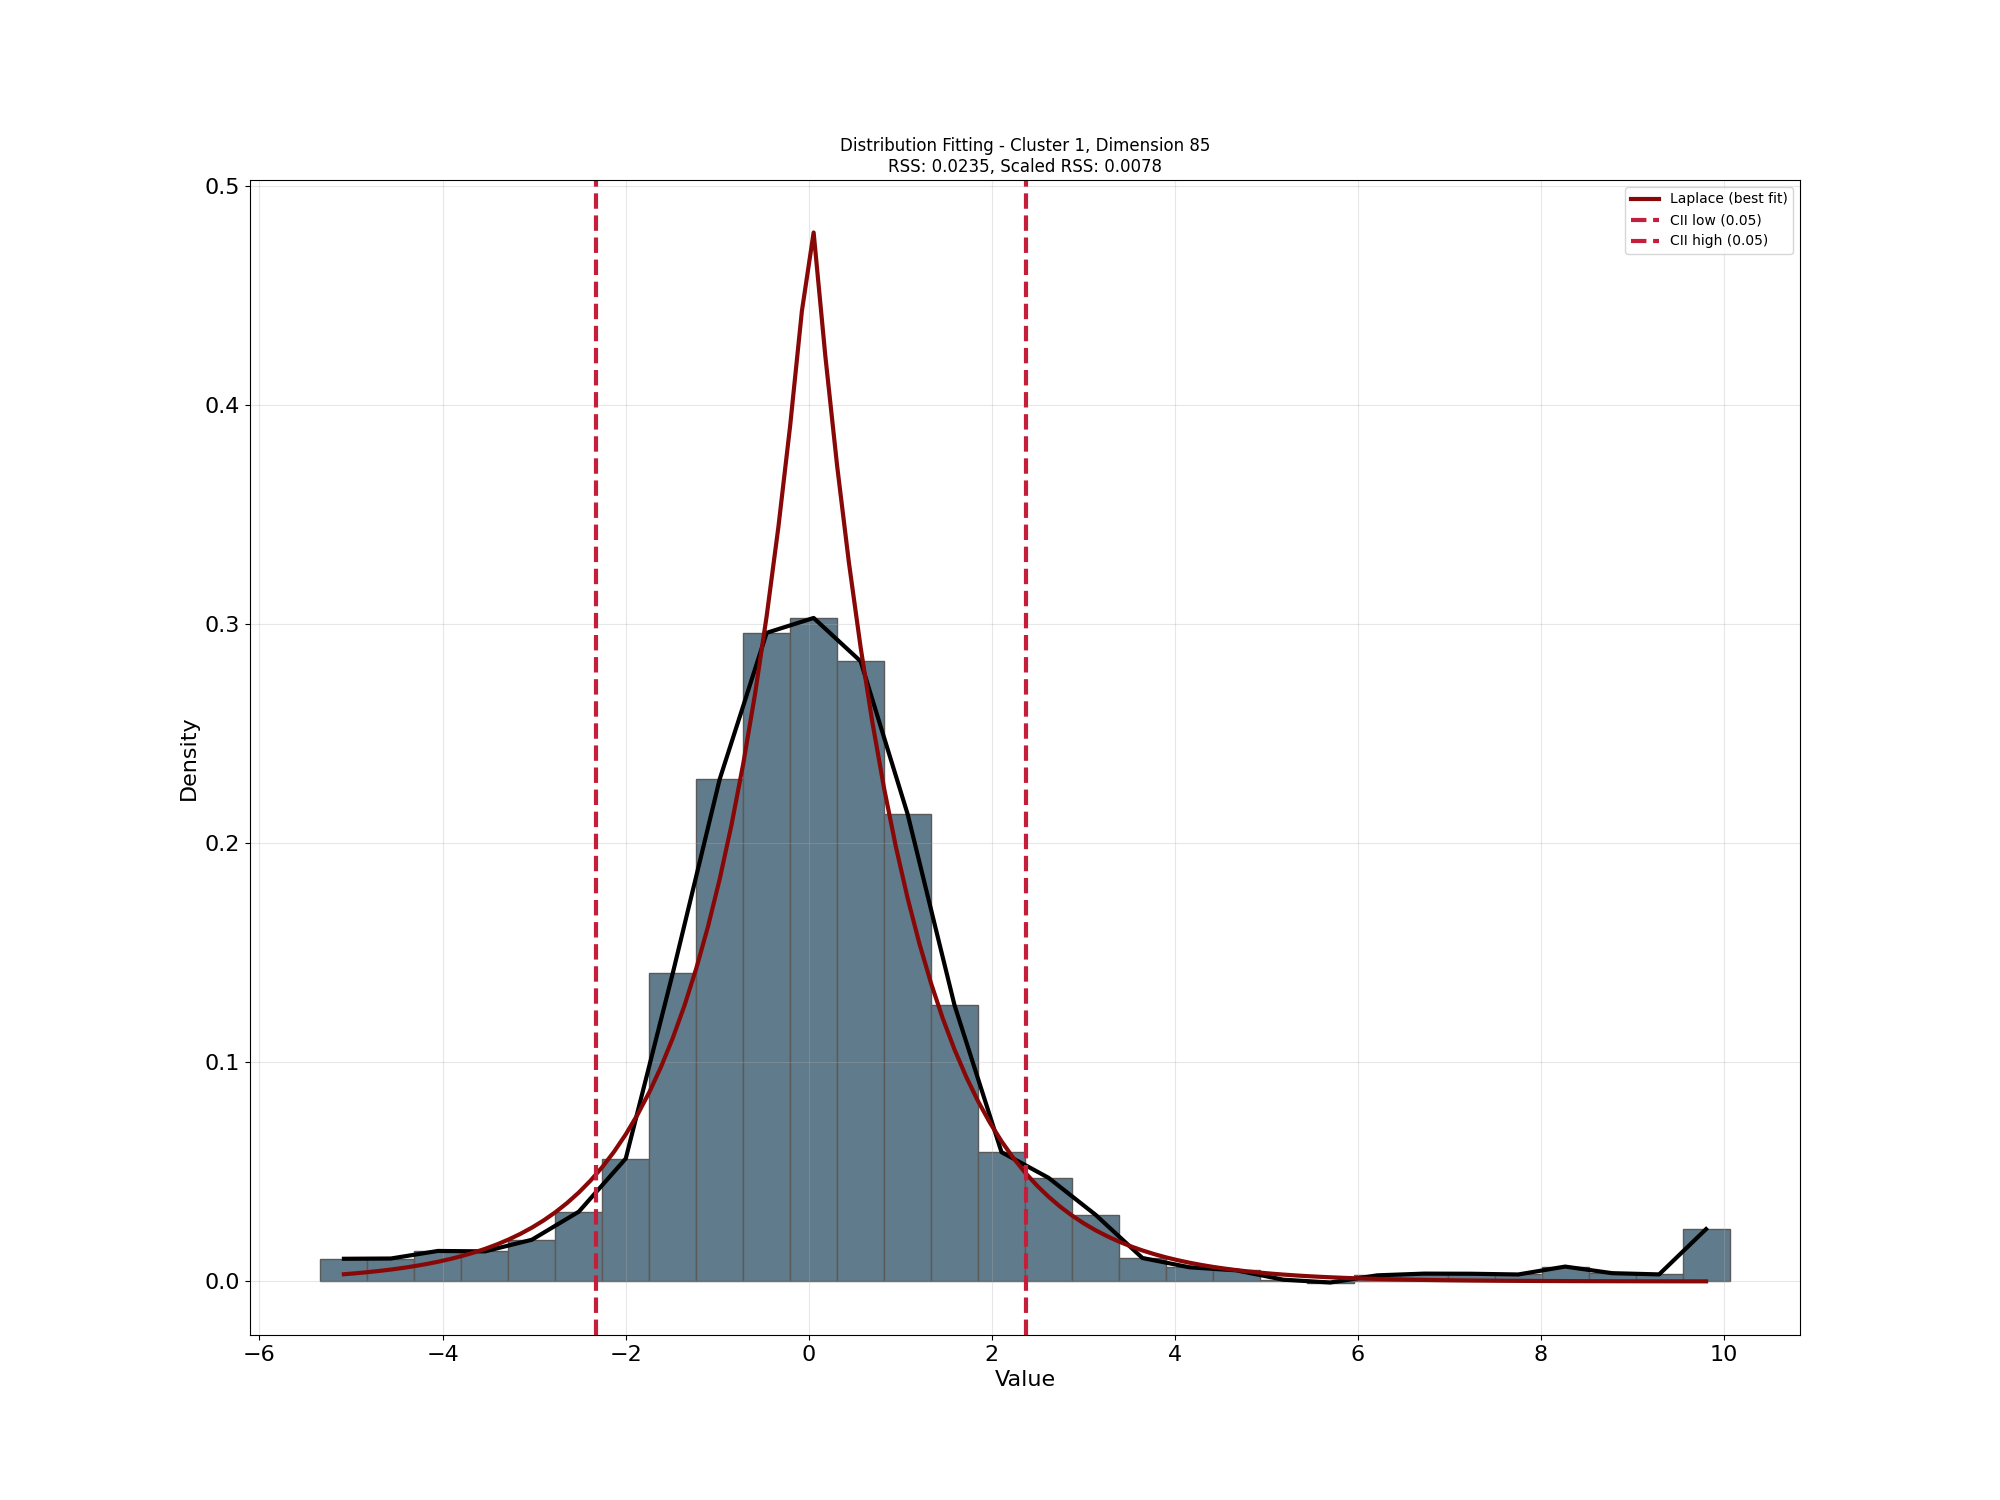 Distribution Fitting - Cluster 1, Dimension 85
RSS: 0.0235, Scaled RSS: 0.0078
Laplace (best fit)
CII low (0.05)
CII high (0.05)
0.5
0.4
0.3
0.2
0.1
0.0
Density
−6 −4 −2 0 2 4 6 8 10
Value